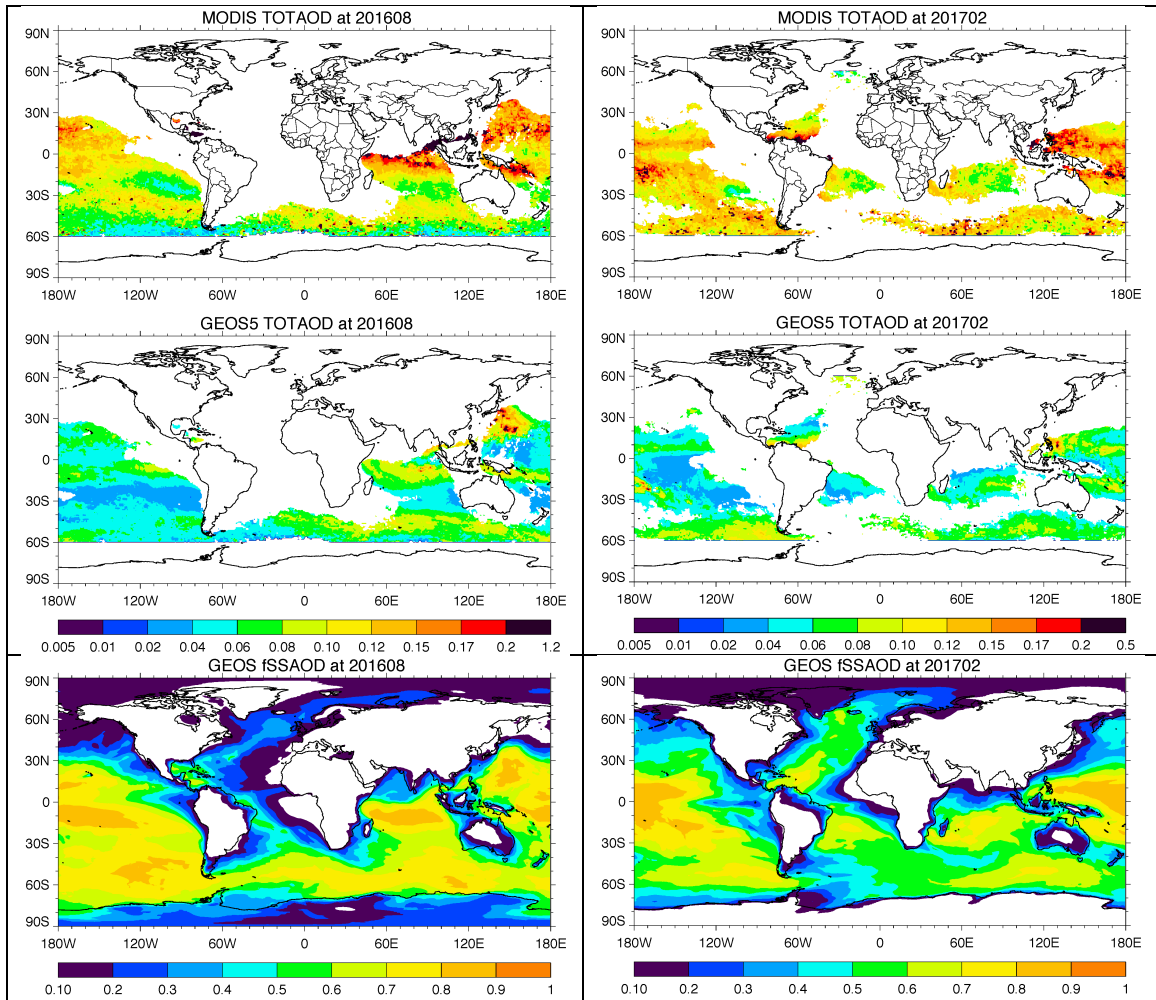 MODIS TOTAOD at 201608
90N
60N
30N
0
30S
60S
90S
180W 120W 60W 0 60E 120E 180E
GEOS5 TOTAOD at 201608
90N
60N
30N
0
30S
60S
90S
180W 120W 60W 0 60E 120E 180E
0.005 0.01 0.02 0.04 0.06 0.08 0.10 0.12 0.15 0.17 0.2 1.2
GEOS fSSAOD at 201608
90N
60N
30N
0
30S
60S
90S
180W 120W 60W 0 60E 120E 180E
0.10 0.2 0.3 0.4 0.5 0.6 0.7 0.8 0.9 1
MODIS TOTAOD at 201702
90N
60N
30N
0
30S
60S
90S
180W 120W 60W 0 60E 120E 180E
GEOS5 TOTAOD at 201702
90N
60N
30N
0
30S
60S
90S
180W 120W 60W 0 60E 120E 180E
0.005 0.01 0.02 0.04 0.06 0.08 0.10 0.12 0.15 0.17 0.2 0.5
GEOS fSSAOD at 201702
90N
60N
30N
0
30S
60S
90S
180W 120W 60W 0 60E 120E 180E
0.10 0.2 0.3 0.4 0.5 0.6 0.7 0.8 0.9 1